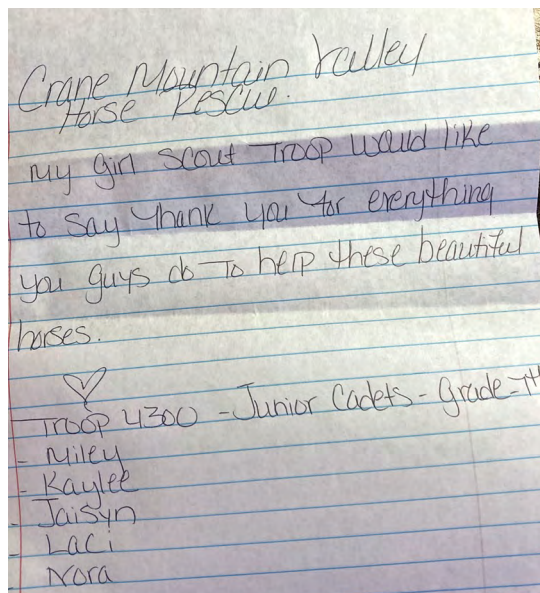 Crane Mountain Valley
Horse Rescue.
My girl scout Troop would like
to say thank you for everything
you guys do To help these beautiful
horses.
Troop 4300 - Junior Cadets - Grade -
- Miley
- Kaylee
- Jaisyn
- Laci
Nora